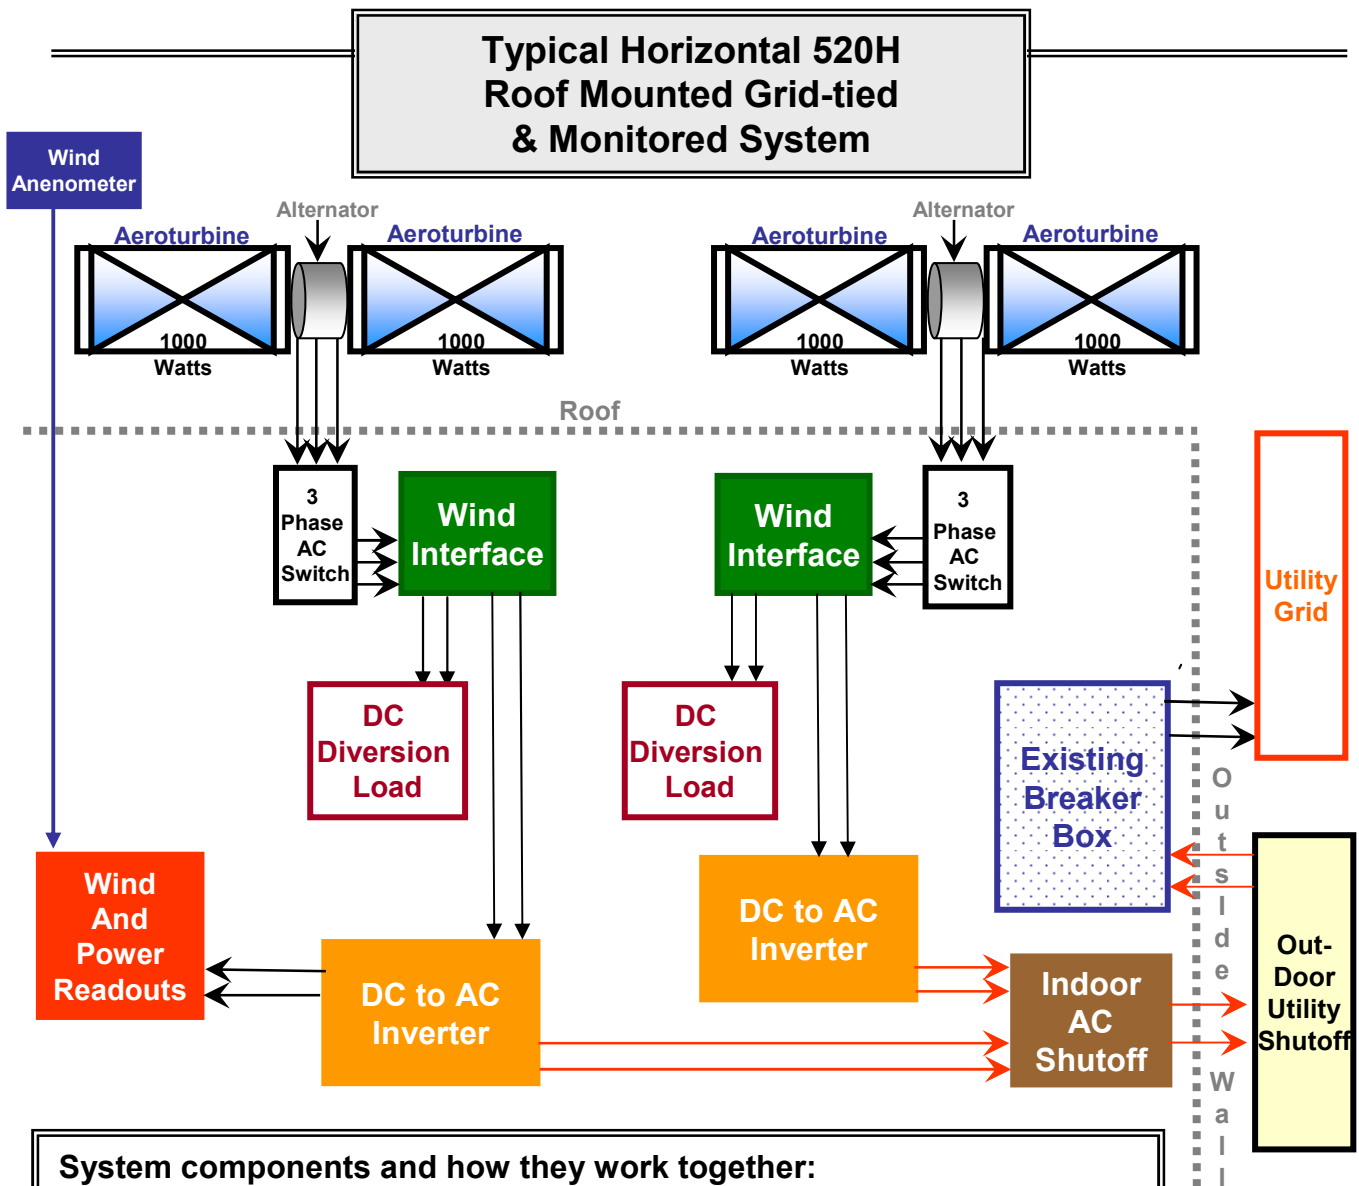 Typical Horizontal 520H
Roof Mounted Grid-tied
& Monitored System
Wind
Anenometer
Alternator
Alternator
Aeroturbine
Aeroturbine
Aeroturbine
Aeroturbine
1000
Watts
1000
Watts
1000
Watts
1000
Watts
Roof
3
Phase
AC
Switch
Wind
Interface
Wind
Interface
3
Phase
AC
Switch
Utility
Grid
DC
Diversion
Load
DC
Diversion
Load
Existing
Breaker
Box
OutsIde Wall
Wind
And
Power
Readouts
DC to AC
Inverter
DC to AC
Inverter
Indoor
AC
Shutoff
Out-
Door
Utility
Shutoff
System components and how they work together: